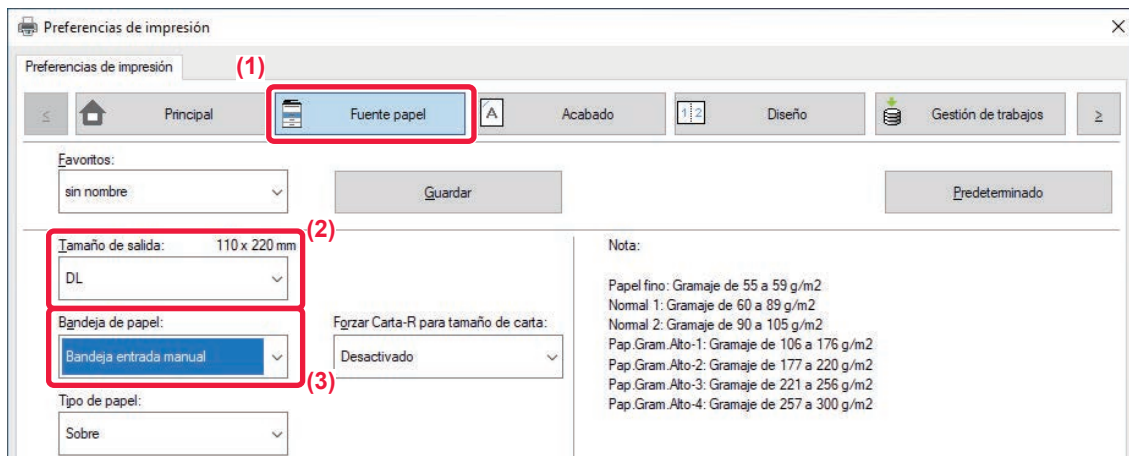 Preferencias de impresión
Preferencias de impresión
(1)
≤ Principal Fuente papel A Acabado 1 2 Diseño Gestión de trabajos ≥
Favoritos:
sin nombre Guardar Predeterminado
(2)
Tamaño de salida: 110 x 220 mm
DL
Bandeja de papel: Forzar Carta-R para tamaño de carta:
Bandeja entrada manual Desactivado
(3)
Tipo de papel:
Sobre
Nota:
Papel fino: Gramaje de 55 a 59 g/m2
Normal 1: Gramaje de 60 a 89 g/m2
Normal 2: Gramaje de 90 a 105 g/m2
Pap.Gram.Alto-1: Gramaje de 106 a 176 g/m2
Pap.Gram.Alto-2: Gramaje de 177 a 220 g/m2
Pap.Gram.Alto-3: Gramaje de 221 a 256 g/m2
Pap.Gram.Alto-4: Gramaje de 257 a 300 g/m2